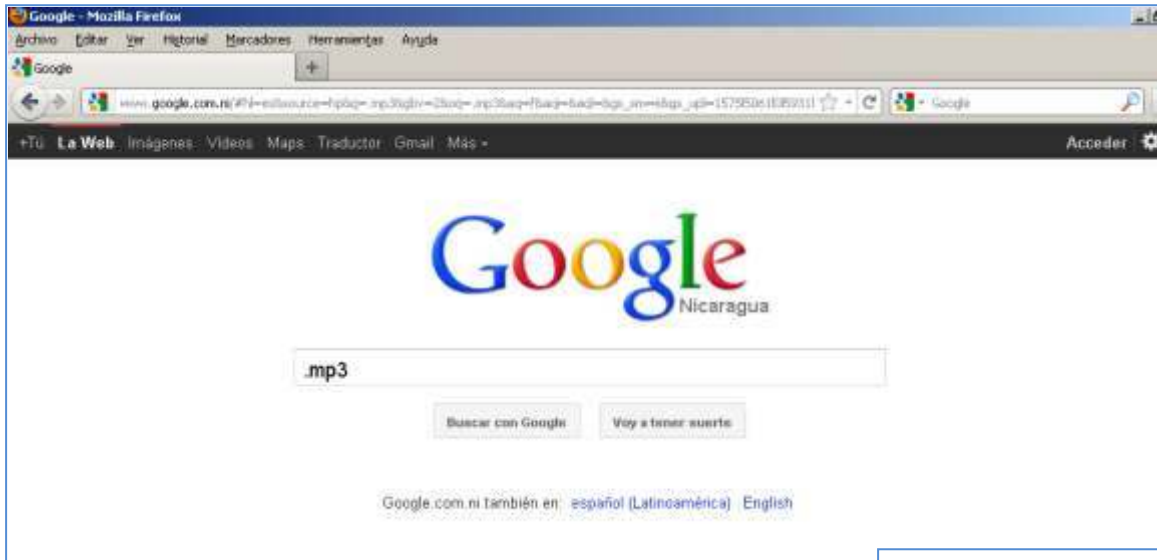 Google - Mozilla Firefox
Archivo Editar Ver Historial Marcadores Herramientas Ayuda
Google
+
www.google.com.ni/
Google
+Tú La Web Imágenes Vídeos Maps Traductor Gmail Más
Acceder
Google
Nicaragua
.mp3
Buscar con Google Voy a tener suerte
Google.com.ni también en: español (Latinoamérica) English